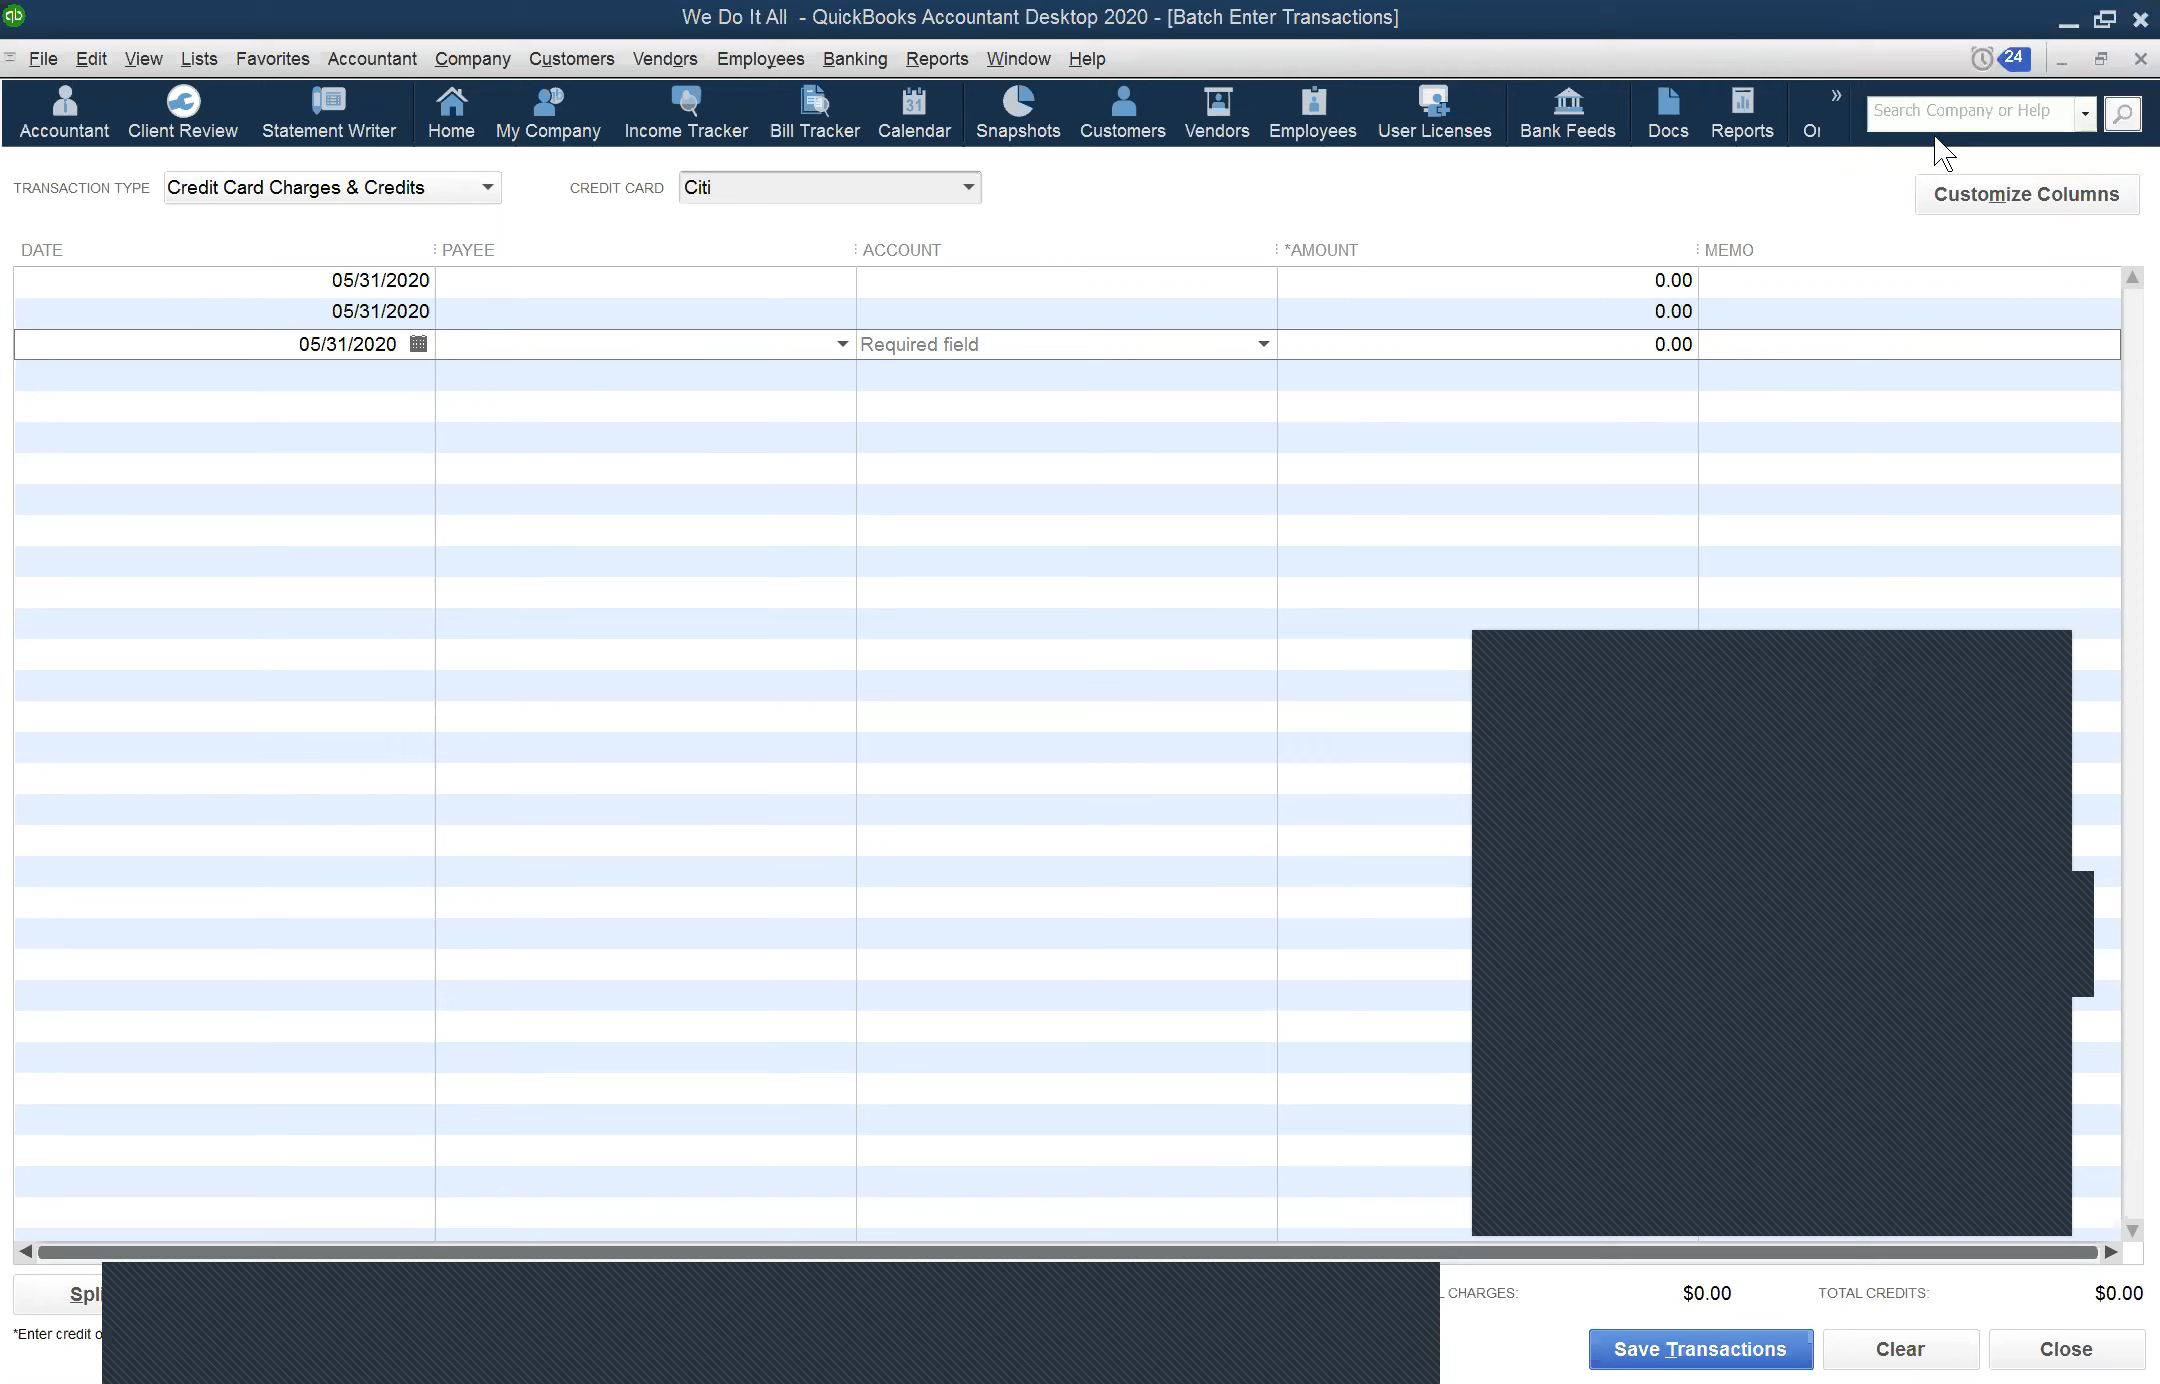 We Do It All - QuickBooks Accountant Desktop 2020 - [Batch Enter Transactions]
File Edit View Lists Favorites Accountant Company Customers Vendors Employees Banking Reports Window Help 24
Accountant Client Review Statement Writer Home My Company Income Tracker Bill Tracker Calendar Snapshots Customers Vendors Employees User Licenses Bank Feeds Docs Reports » Search Company or Help
TRANSACTION TYPE Credit Card Charges & Credits CREDIT CARD Citi Customize Columns
DATE PAYEE ACCOUNT *AMOUNT MEMO
05/31/2020 0.00
05/31/2020 0.00
05/31/2020 Required field 0.00
CHARGES: $0.00 TOTAL CREDITS: $0.00
*Enter credit
Save Transactions Clear Close